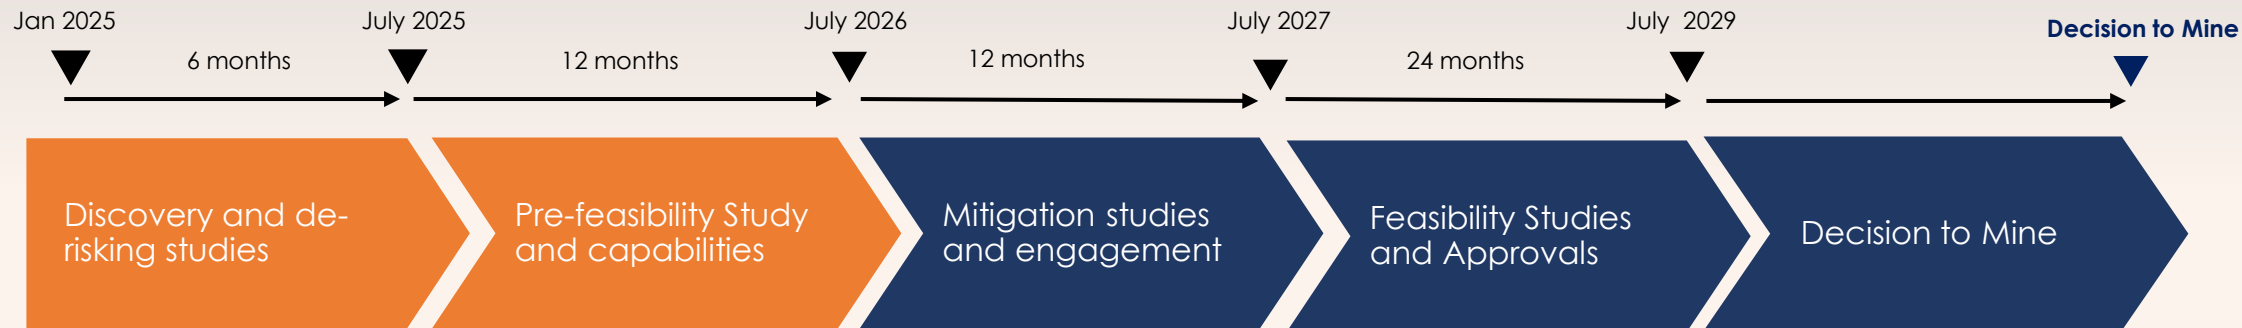 Jan 2025
July 2025
July 2026
July 2027
July  2029
Decision to Mine
6 months
12 months
12 months
24 months
Discovery and de-
risking studies
Pre-feasibility Study
and capabilities
Mitigation studies
and engagement
Feasibility Studies
and Approvals
Decision to Mine